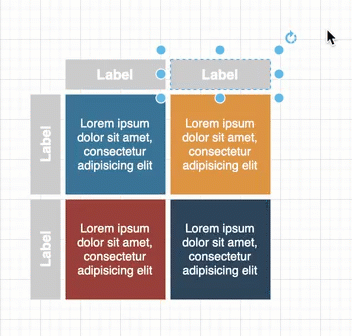 Label
Label
Label
Lorem ipsum
dolor sit amet,
consectetur
adipisicing elit
Lorem ipsum
dolor sit amet,
consectetur
adipisicing elit
Label
Lorem ipsum
dolor sit amet,
consectetur
adipisicing elit
Lorem ipsum
dolor sit amet,
consectetur
adipisicing elit